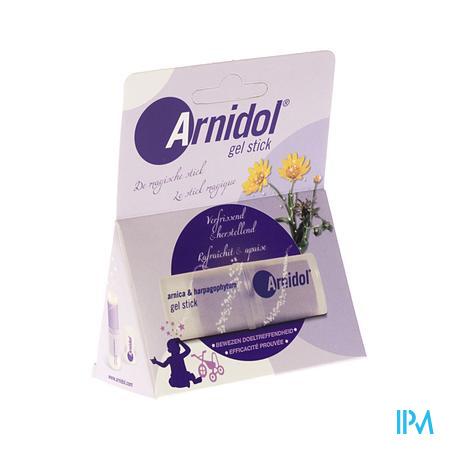 Arnidol®
gel stick
De magische stick
Le stick magique
Verfrissend
& herstellend
Rafraîchit & apaise
arnica & harpagophytum
gel stick
Arnidol®
• BEWEZEN DOELTREFFENDHEID •
• EFFICACITÉ PROUVÉE •
www.arnidol.com
IPM